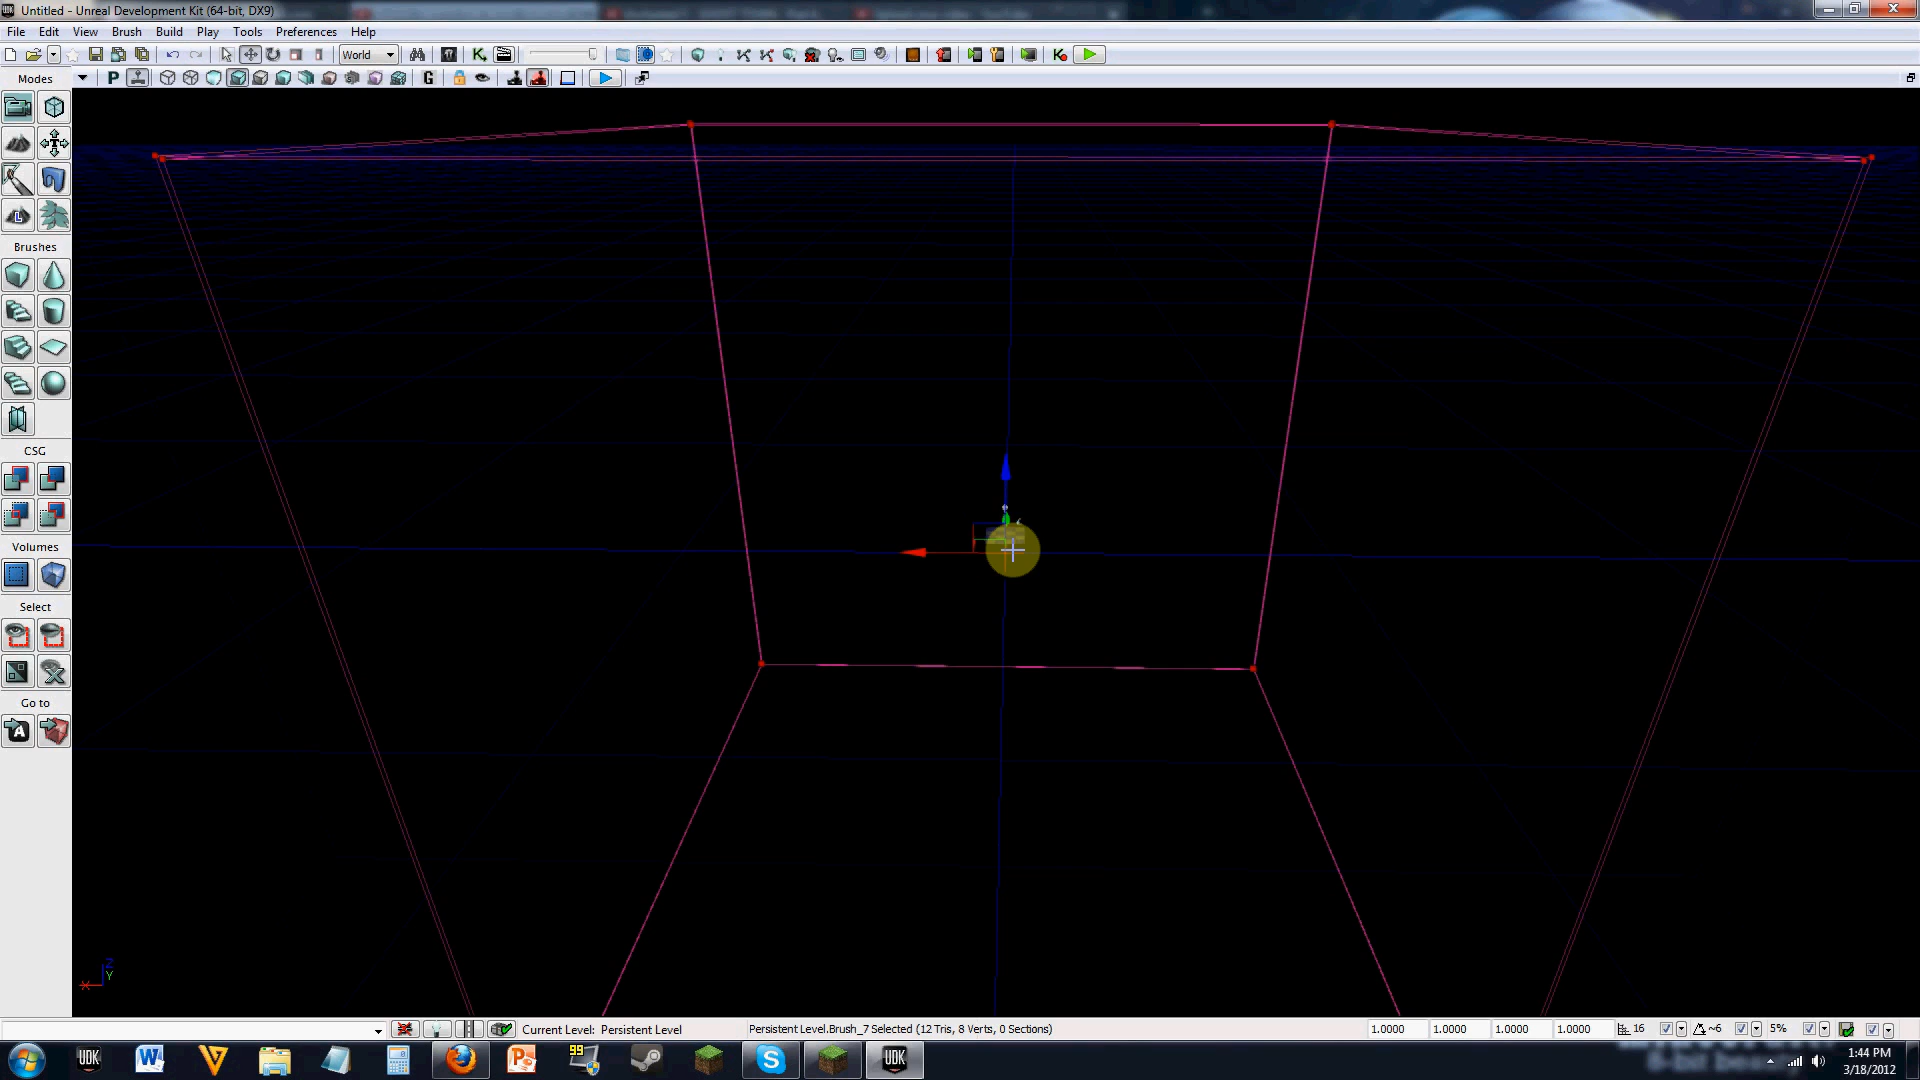 Untitled - Unreal Development Kit (64-bit, DX9)
File Edit View Brush Build Play Tools Preferences Help
World
Modes
P
G
L
Brushes
CSG
Volumes
Select
Go to
A
Z
Y
X
Current Level: Persistent Level
Persistent Level.Brush_7 Selected (12 Tris, 8 Verts, 0 Sections)
1.0000 1.0000 1.0000 1.0000
16
~6
5%
UDK
W
V
99
P
S
UDK
1:44 PM
3/18/2012